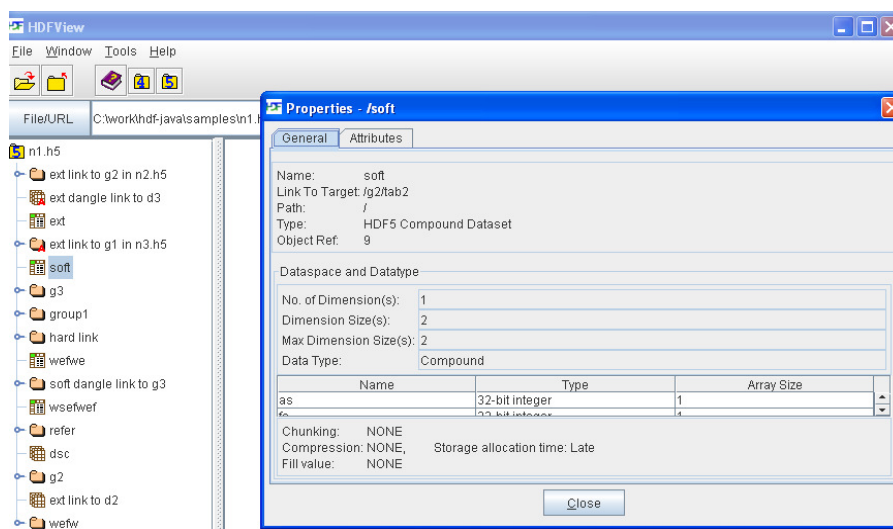 HDFView
File Window Tools Help
File/URL C:\work\hdf-java\samples\n1.h
n1.h5
ext link to g2 in n2.h5
ext dangle link to d3
ext
ext link to g1 in n3.h5
soft
g3
group1
hard link
wefwe
soft dangle link to g3
wsefwef
refer
dsc
g2
ext link to d2
wefw
Properties - /soft
General Attributes
Name: soft
Link To Target: /g2/tab2
Path: /
Type: HDF5 Compound Dataset
Object Ref: 9
Dataspace and Datatype
No. of Dimension(s): 1
Dimension Size(s): 2
Max Dimension Size(s): 2
Data Type: Compound
Name Type Array Size
as 32-bit integer 1
32-bit integer 1
Chunking: NONE
Compression: NONE, Storage allocation time: Late
Fill value: NONE
Close